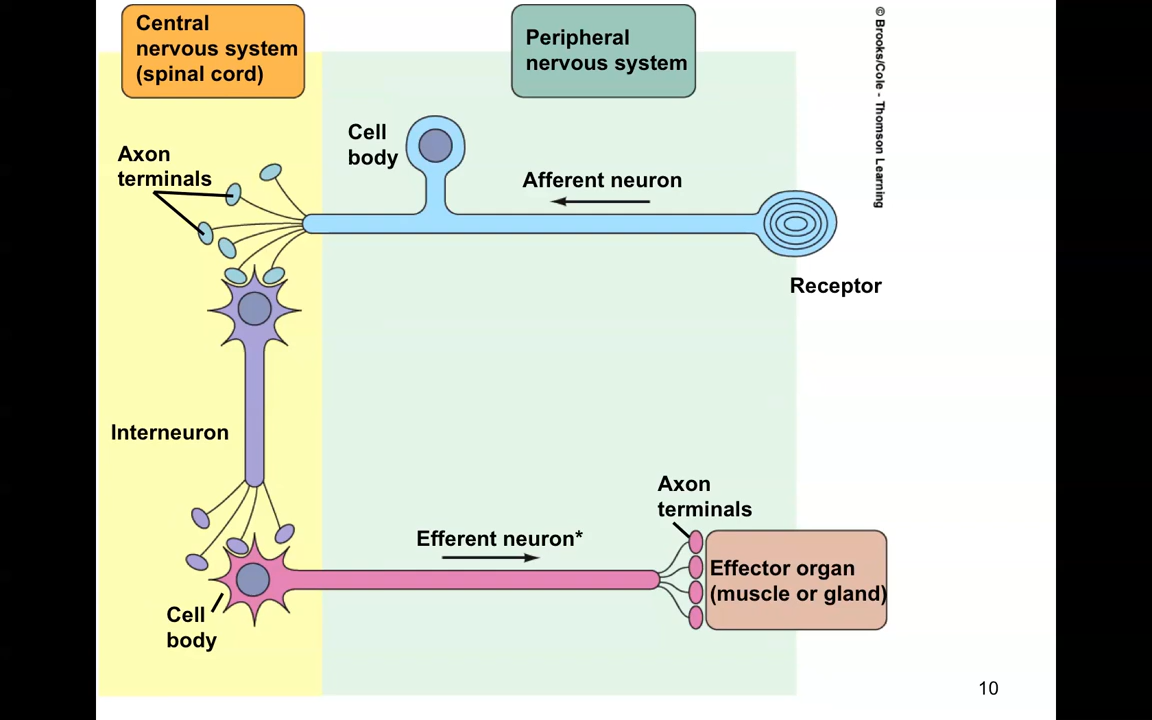 Central
nervous system
(spinal cord)
Peripheral
nervous system
© Brooks/Cole - Thomson Learning
Cell
body
Axon
terminals
Afferent neuron
Receptor
Interneuron
Axon
terminals
Efferent neuron*
Effector organ
(muscle or gland)
Cell
body
10